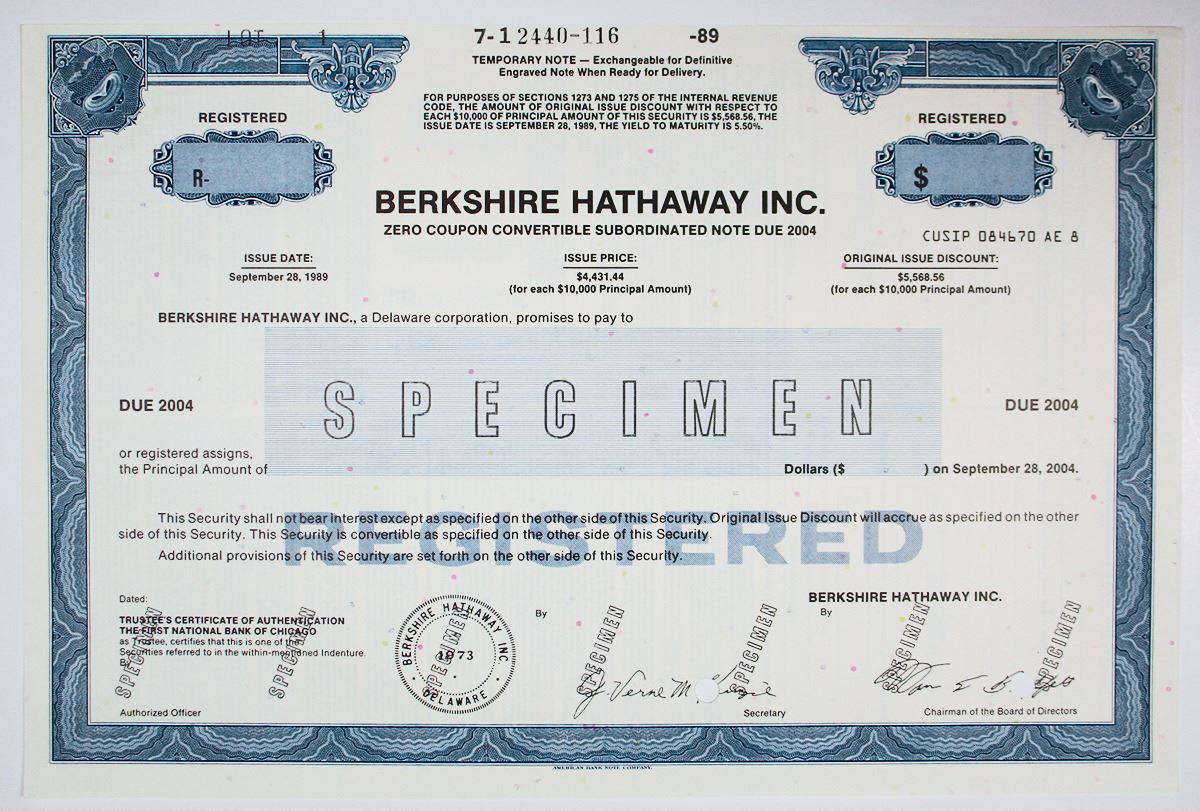 LOT 1
7-1 2440-116 -89
TEMPORARY NOTE — Exchangeable for Definitive
Engraved Note When Ready for Delivery.
FOR PURPOSES OF SECTIONS 1273 AND 1275 OF THE INTERNAL REVENUE
CODE, THE AMOUNT OF ORIGINAL ISSUE DISCOUNT WITH RESPECT TO
EACH $10,000 OF PRINCIPAL AMOUNT OF THIS SECURITY IS $5,568.56, THE
ISSUE DATE IS SEPTEMBER 28, 1989, THE YIELD TO MATURITY IS 5.50%.
REGISTERED
R-
REGISTERED
$
BERKSHIRE HATHAWAY INC.
ZERO COUPON CONVERTIBLE SUBORDINATED NOTE DUE 2004
CUSIP 084670 AE 8
ISSUE DATE:
September 28, 1989
ISSUE PRICE:
$4,431.44
(for each $10,000 Principal Amount)
ORIGINAL ISSUE DISCOUNT:
$5,568.56
(for each $10,000 Principal Amount)
BERKSHIRE HATHAWAY INC., a Delaware corporation, promises to pay to
SPECIMEN
DUE 2004
DUE 2004
or registered assigns,
the Principal Amount of
Dollars ($ ) on September 28, 2004.
REGISTERED
This Security shall not bear interest except as specified on the other side of this Security. Original Issue Discount will accrue as specified on the other
side of this Security. This Security is convertible as specified on the other side of this Security.
Additional provisions of this Security are set forth on the other side of this Security.
Dated:
TRUSTEE'S CERTIFICATE OF AUTHENTICATION
THE FIRST NATIONAL BANK OF CHICAGO
as Trustee, certifies that this is one of the
Securities referred to in the within-mentioned Indenture.
By
Authorized Officer
SPECIMEN
SPECIMEN
BERKSHIRE HATHAWAY INC.
1973
DELAWARE
SPECIMEN
By
SPECIMEN
J. Verne M
Secretary
SPECIMEN
BERKSHIRE HATHAWAY INC.
By
SPECIMEN
SPECIMEN
Chairman of the Board of Directors
AMERICAN BANK NOTE COMPANY.